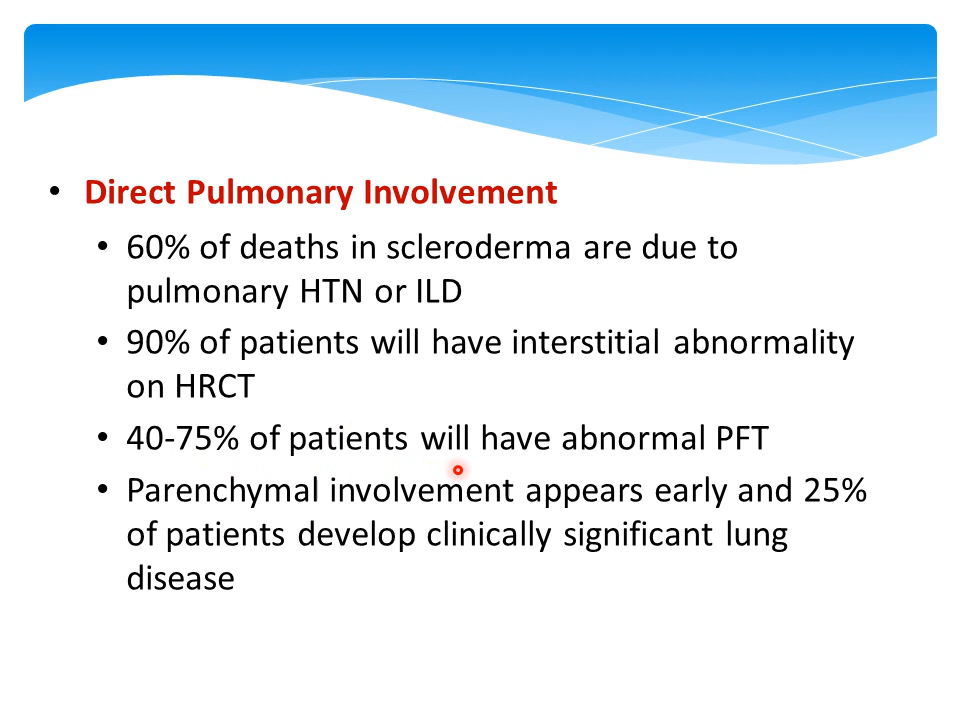 • Direct Pulmonary Involvement
• 60% of deaths in scleroderma are due to
pulmonary HTN or ILD
• 90% of patients will have interstitial abnormality
on HRCT
• 40-75% of patients will have abnormal PFT
• Parenchymal involvement appears early and 25%
of patients develop clinically significant lung
disease